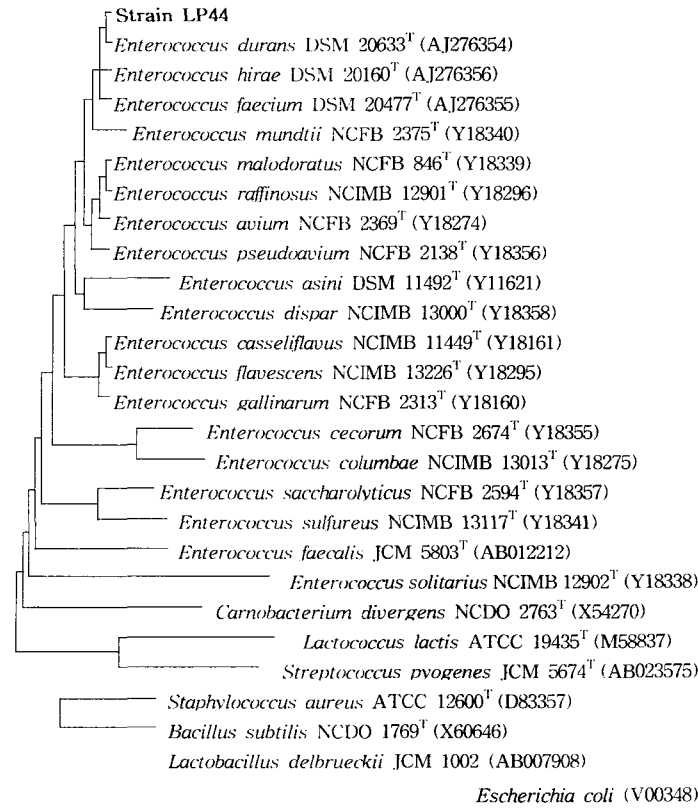 Strain LP44
Enterococcus durans DSM 20633T (AJ276354)
Enterococcus hirae DSM 20160T (AJ276356)
Enterococcus faecium DSM 20477T (AJ276355)
Enterococcus mundtii NCFB 2375T (Y18340)
Enterococcus malodoratus NCFB 846T (Y18339)
Enterococcus raffinosus NCIMB 12901T (Y18296)
Enterococcus avium NCFB 2369T (Y18274)
Enterococcus pseudoavium NCFB 2138T (Y18356)
Enterococcus asini DSM 11492T (Y11621)
Enterococcus dispar NCIMB 13000T (Y18358)
Enterococcus casseliflavus NCIMB 11449T (Y18161)
Enterococcus flavescens NCIMB 13226T (Y18295)
Enterococcus gallinarum NCFB 2313T (Y18160)
Enterococcus cecorum NCFB 2674T (Y18355)
Enterococcus columbae NCIMB 13013T (Y18275)
Enterococcus saccharolyticus NCFB 2594T (Y18357)
Enterococcus sulfureus NCIMB 13117T (Y18341)
Enterococcus faecalis JCM 5803T (AB012212)
Enterococcus solitarius NCIMB 12902T (Y18338)
Carnobacterium divergens NCDO 2763T (X54270)
Lactococcus lactis ATCC 19435T (M58837)
Streptococcus pyogenes JCM 5674T (AB023575)
Staphylococcus aureus ATCC 12600T (D83357)
Bacillus subtilis NCDO 1769T (X60646)
Lactobacillus delbrueckii JCM 1002 (AB007908)
Escherichia coli (V00348)